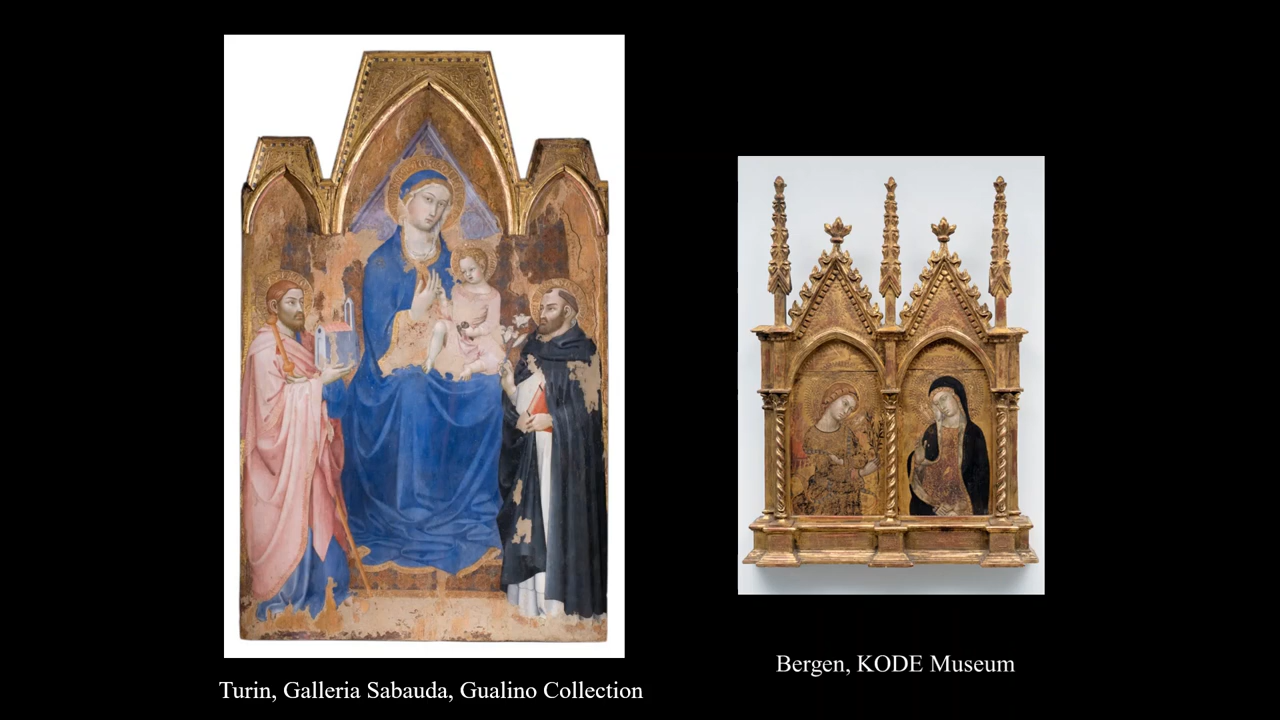 Turin, Galleria Sabauda, Gualino Collection
Bergen, KODE Museum